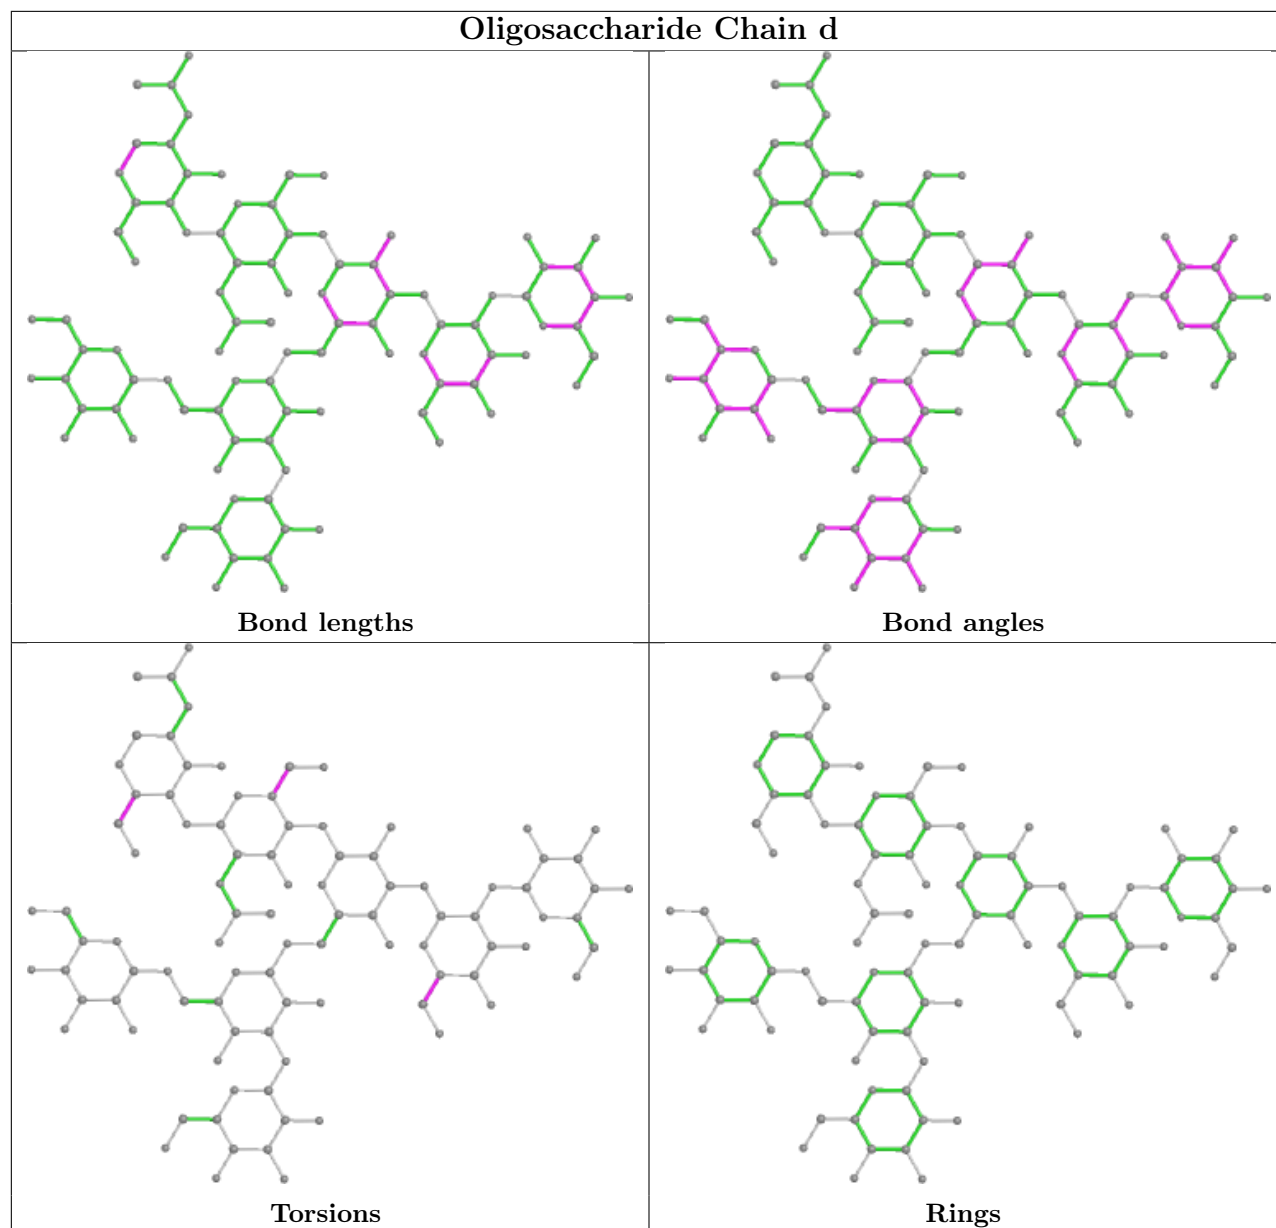 Oligosaccharide Chain d
Bond lengths
Bond angles
Torsions
Rings